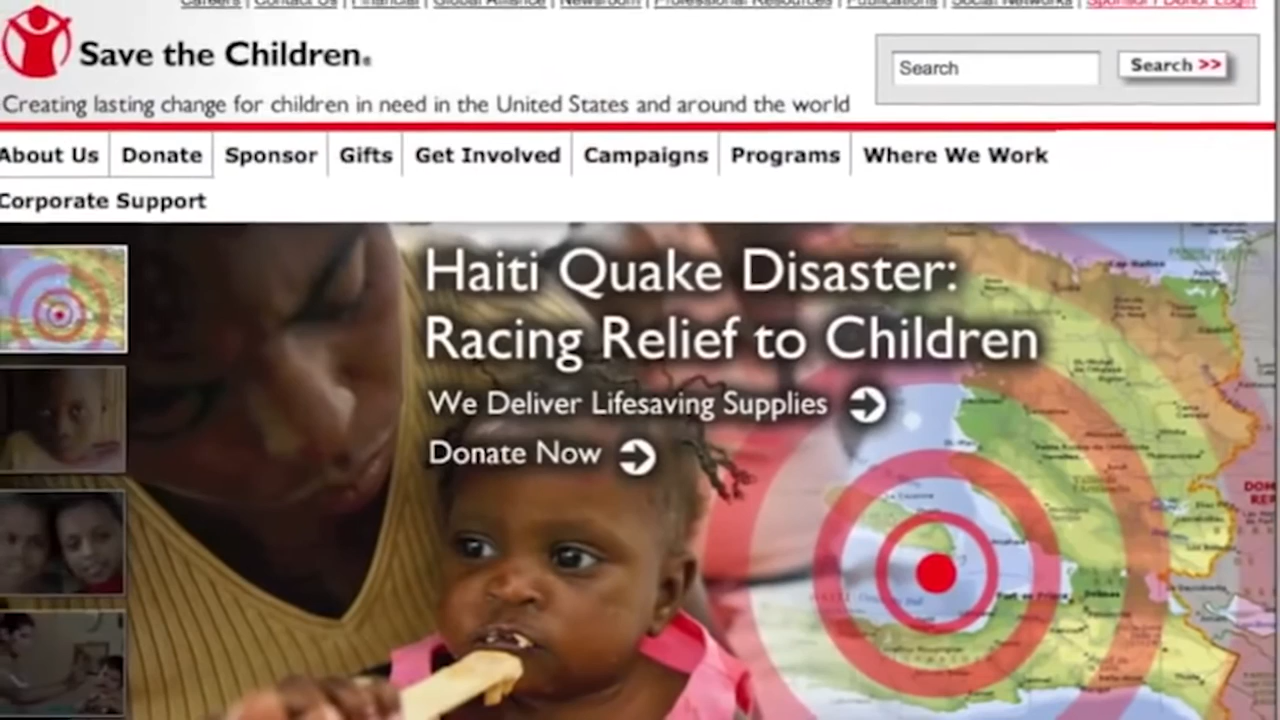 Careers | Contact Us | Financial | Global Alliance | Newsroom | Professional Resources | Publications | Social Networks | Sponsor / Donor Login
Save the Children®
Search
Search >>
Creating lasting change for children in need in the United States and around the world
About Us Donate Sponsor Gifts Get Involved Campaigns Programs Where We Work
Corporate Support
Haiti Quake Disaster:
Racing Relief to Children
We Deliver Lifesaving Supplies
Donate Now